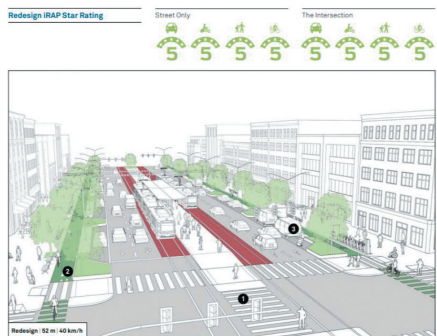 Redesign iRAP Star Rating
Street Only
The Intersection
5 5 5 5
5 5 5 5
3
2
1
Redesign | 52 m | 40 km/h